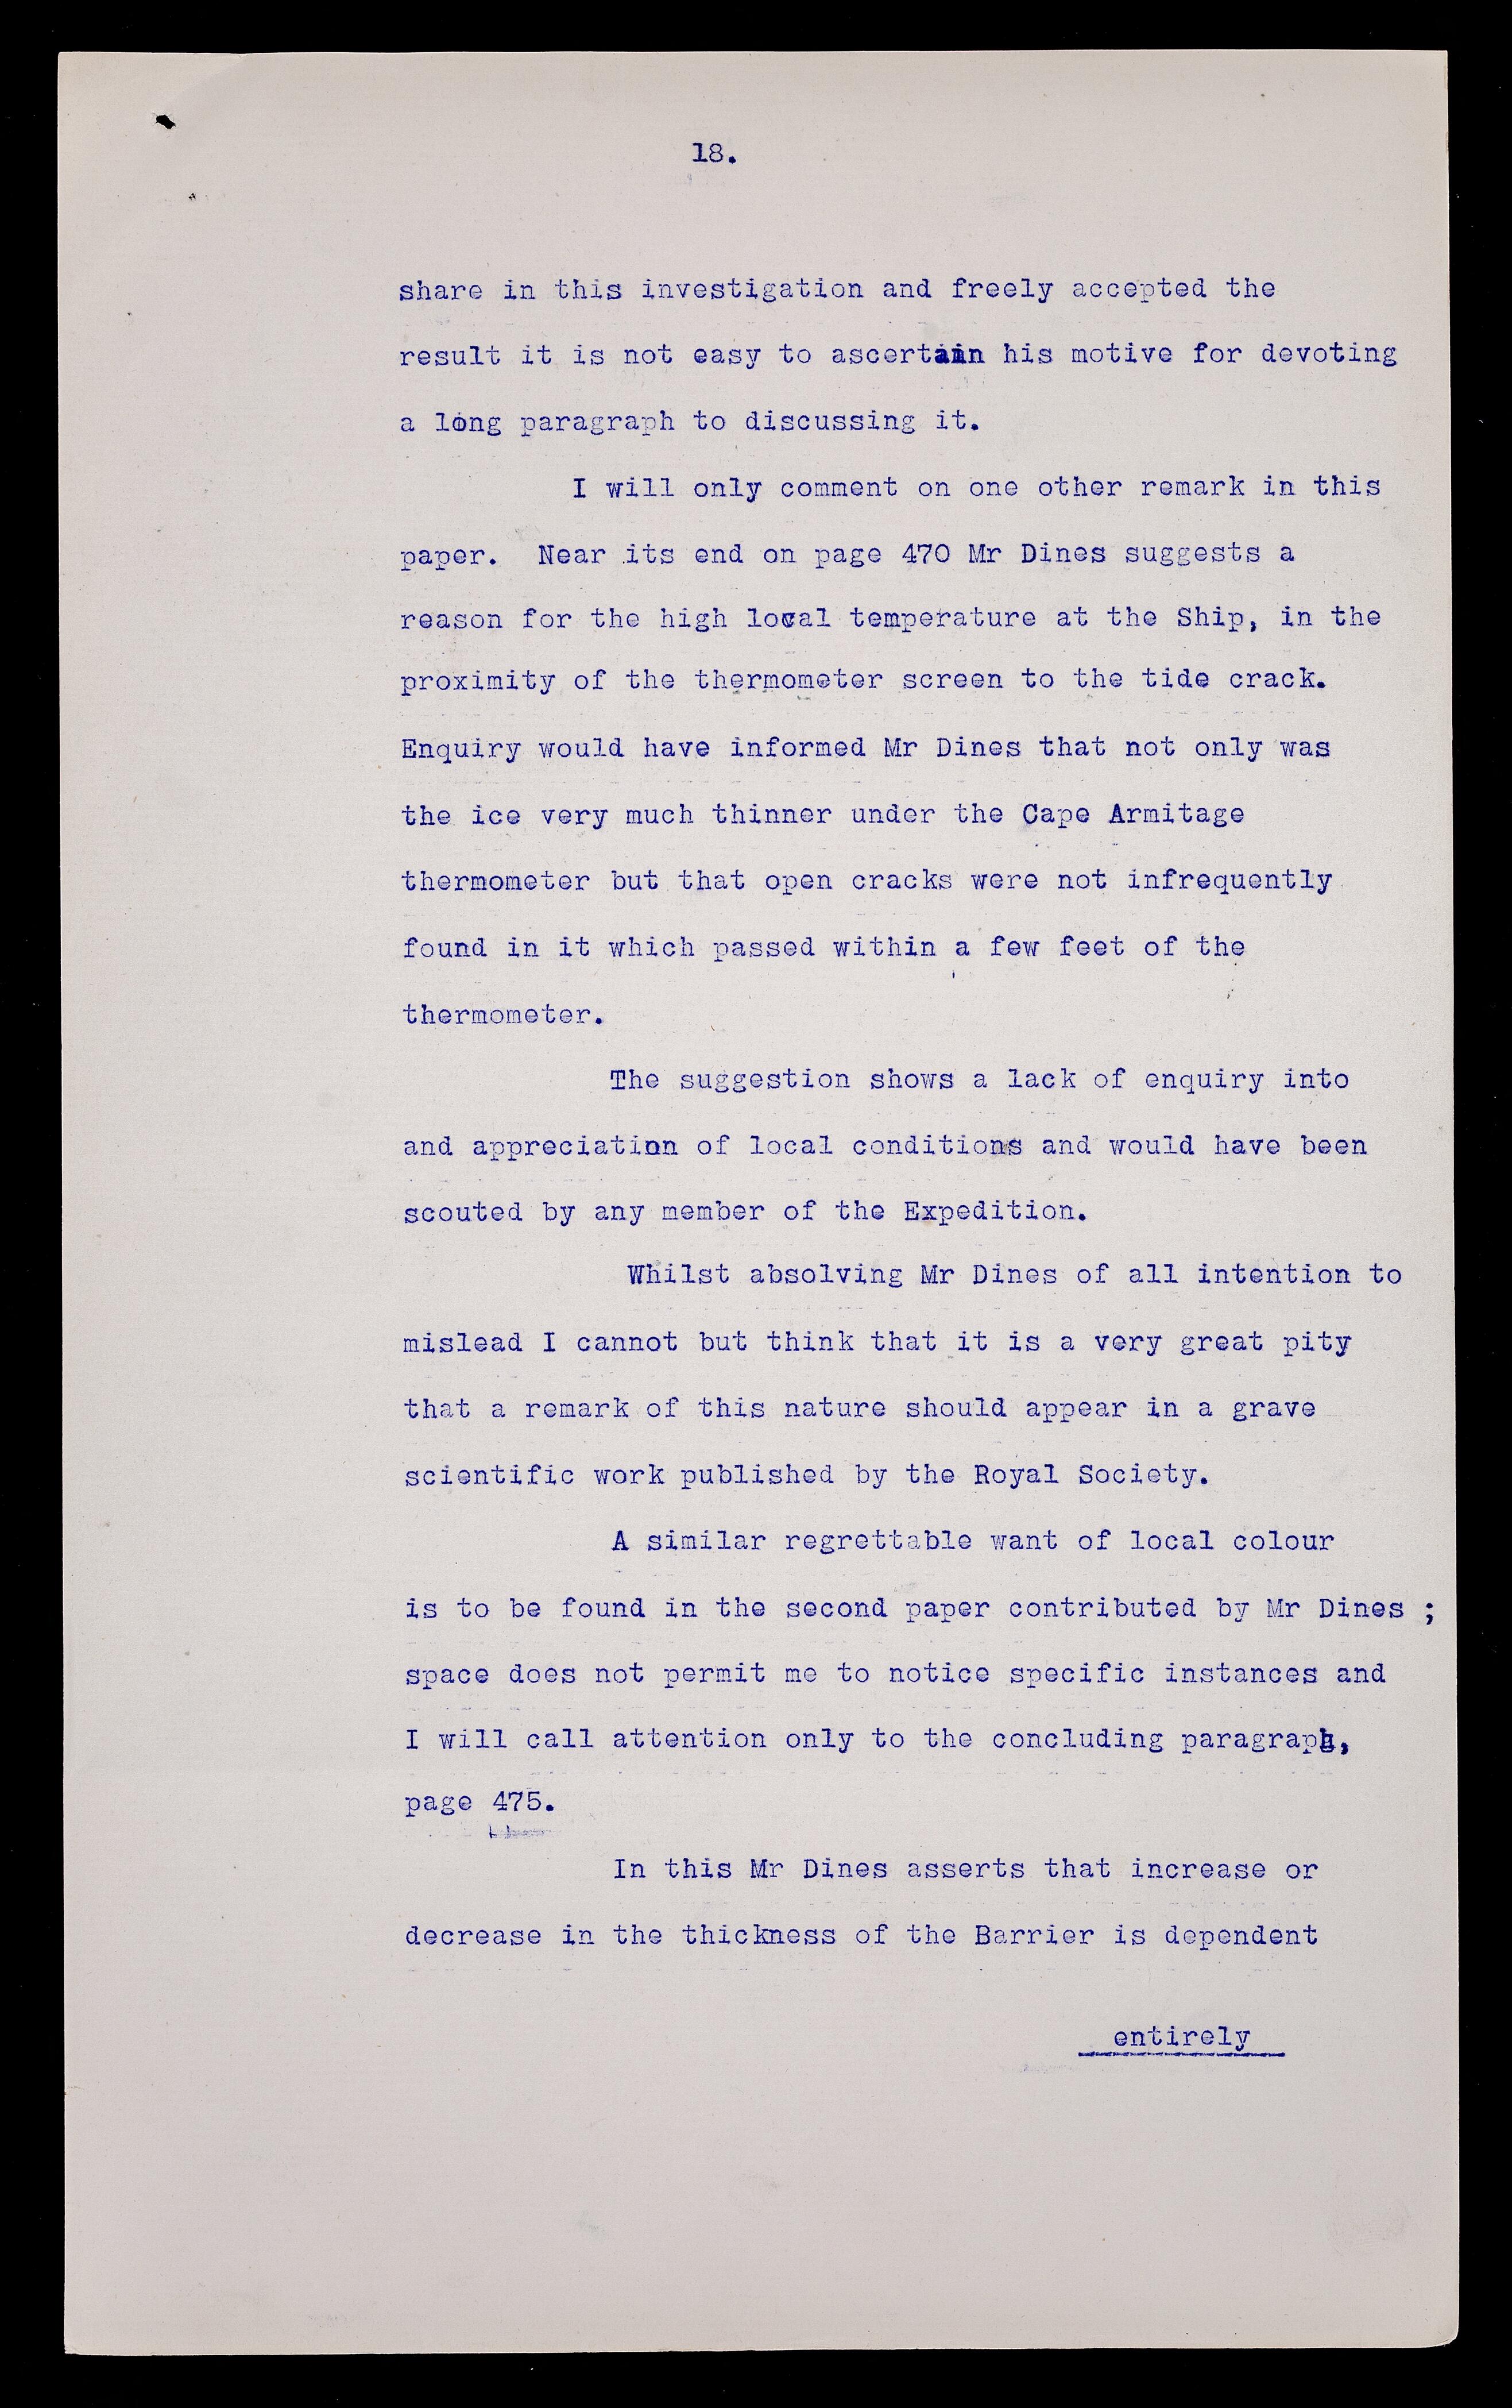 18.
share in this investigation and freely accepted the
result it is not easy to ascertain his motive for devoting
a long paragraph to discussing it.
I will only comment on one other remark in this
paper. Near its end on page 470 Mr Dines suggests a
reason for the high local temperature at the Ship, in the
proximity of the thermometer screen to the tide crack.
Enquiry would have informed Mr Dines that not only was
the ice very much thinner under the Cape Armitage
thermometer but that open cracks were not infrequently
found in it which passed within a few feet of the
thermometer.
The suggestion shows a lack of enquiry into
and appreciation of local conditions and would have been
scouted by any member of the Expedition.
Whilst absolving Mr Dines of all intention to
mislead I cannot but think that it is a very great pity
that a remark of this nature should appear in a grave
scientific work published by the Royal Society.
A similar regrettable want of local colour
is to be found in the second paper contributed by Mr Dines ;
space does not permit me to notice specific instances and
I will call attention only to the concluding paragraph,
page 475.
In this Mr Dines asserts that increase or
decrease in the thickness of the Barrier is dependent
entirely